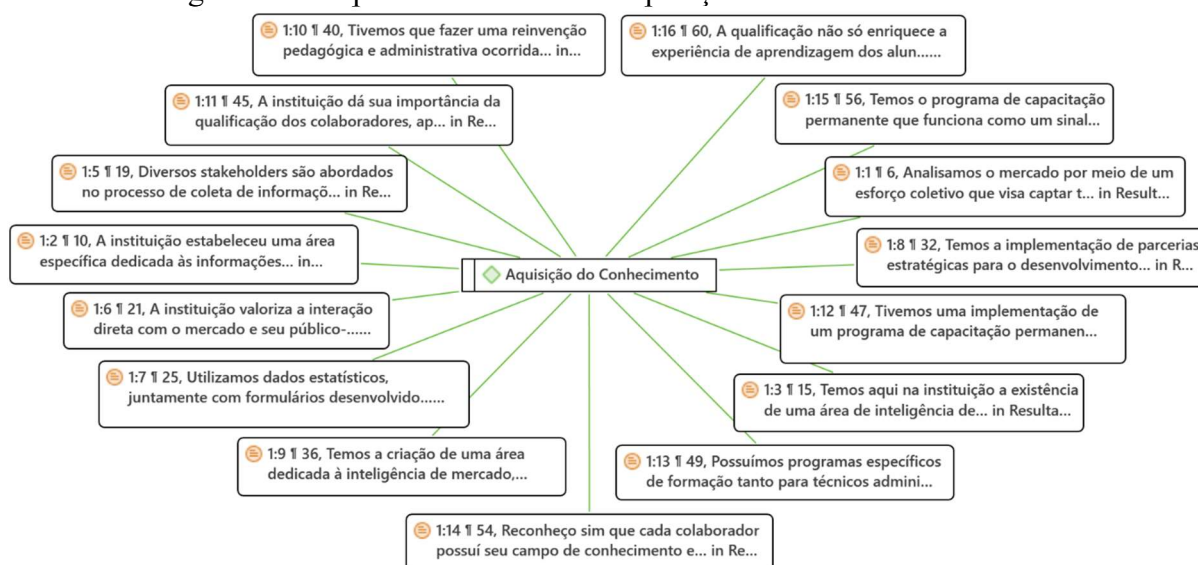 1:10 ¶ 40, Tivemos que fazer uma reinvenção
pedagógica e administrativa ocorrida... in...
1:16 ¶ 60, A qualificação não só enriquece a
experiência de aprendizagem dos alun......
1:11 ¶ 45, A instituição dá sua importância da
qualificação dos colaboradores, ap... in Re...
1:15 ¶ 56, Temos o programa de capacitação
permanente que funciona como um sinal...
1:5 ¶ 19, Diversos stakeholders são abordados
no processo de coleta de informaçõ... in Re...
1:1 ¶ 6, Analisamos o mercado por meio de um
esforço coletivo que visa captar t... in Result...
1:2 ¶ 10, A instituição estabeleceu uma área
específica dedicada às informações... in...
1:8 ¶ 32, Temos a implementação de parcerias
estratégicas para o desenvolvimento... in R...
Aquisição do Conhecimento
1:6 ¶ 21, A instituição valoriza a interação
direta com o mercado e seu público-......
1:12 ¶ 47, Tivemos uma implementação de
um programa de capacitação permanen...
1:7 ¶ 25, Utilizamos dados estatísticos,
juntamente com formulários desenvolvido......
1:3 ¶ 15, Temos aqui na instituição a existência
de uma área de inteligência de... in Resulta...
1:9 ¶ 36, Temos a criação de uma área
dedicada à inteligência de mercado,...
1:13 ¶ 49, Possuímos programas específicos
de formação tanto para técnicos admini...
1:14 ¶ 54, Reconheço sim que cada colaborador
possuí seu campo de conhecimento e... in Re...